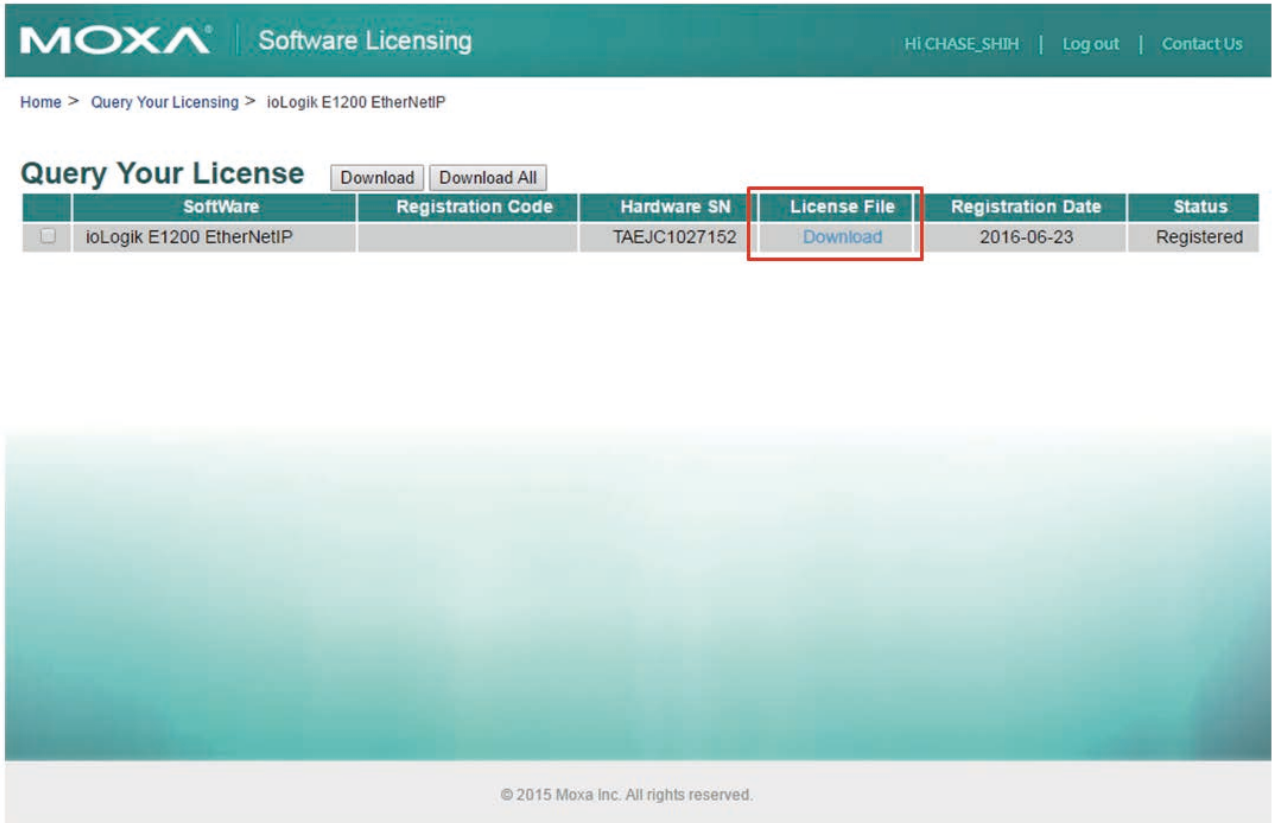 MOXA® Software Licensing Hi CHASE_SHIH | Log out | Contact Us
Home > Query Your Licensing > ioLogik E1200 EtherNetIP
Query Your License Download Download All
SoftWare Registration Code Hardware SN License File Registration Date Status
ioLogik E1200 EtherNetIP TAEJC1027152 Download 2016-06-23 Registered
© 2015 Moxa Inc. All rights reserved.